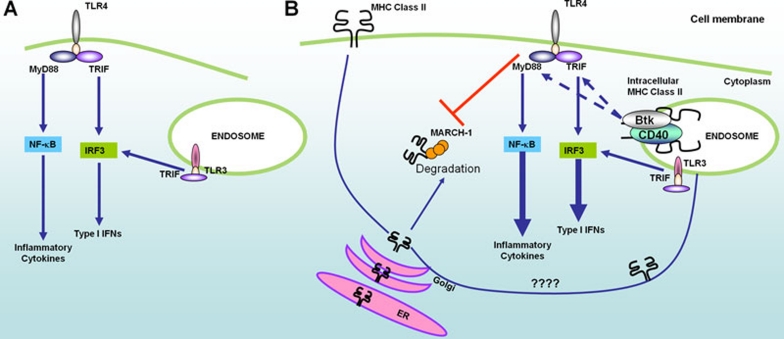 A
TLR4
MyD88
TRIF
NF-κB
IRF3
ENDOSOME
TRIF
TLR3
Type I IFNs
Inflammatory
Cytokines
B
MHC Class II
TLR4
Cell membrane
MyD88
TRIF
Cytoplasm
Intracellular
MHC Class II
Btk
CD40
ENDOSOME
MARCH-1
Degradation
NF-κB
IRF3
TRIF
TLR3
Type I IFNs
Inflammatory
Cytokines
Golgi
ER
????